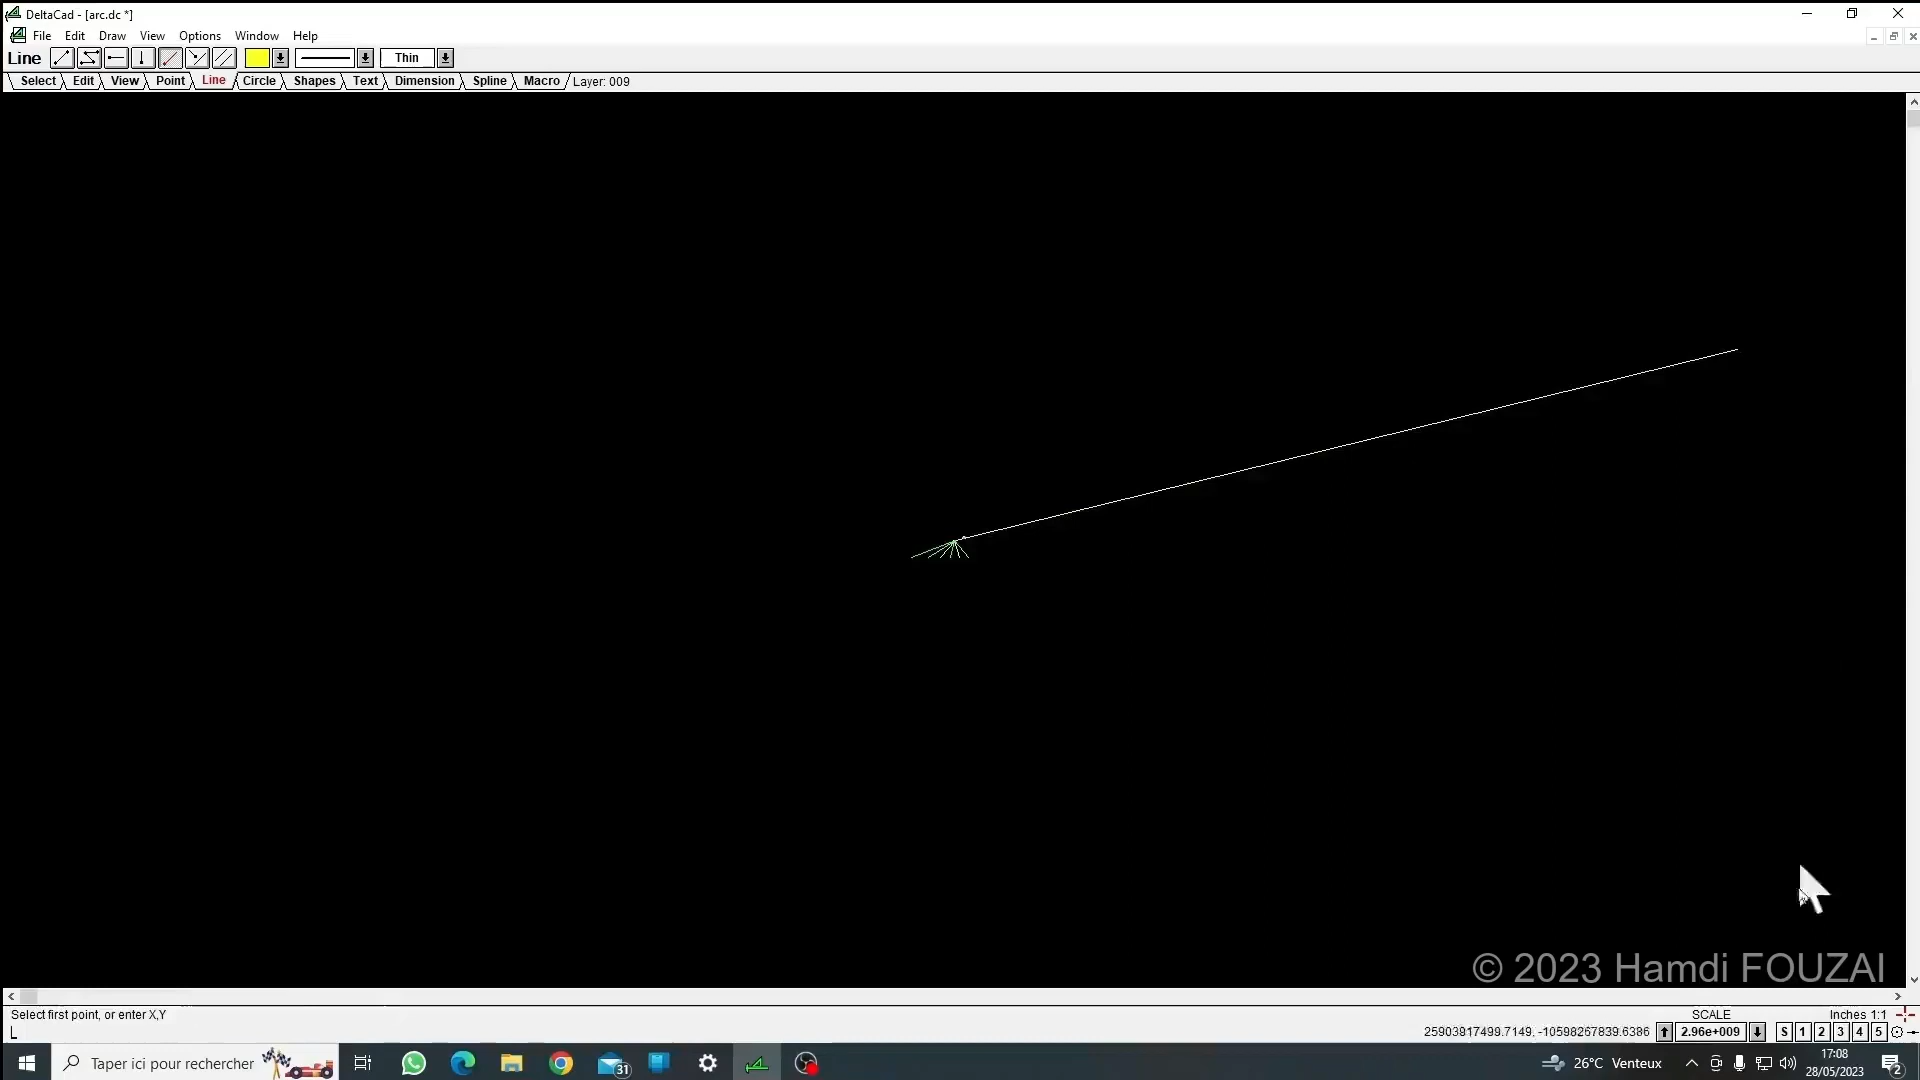 DeltaCad - [arc.dc *]
File Edit Draw View Options Window Help
Line Thin
Select Edit View Point Line Circle Shapes Text Dimension Spline Macro Layer: 009
© 2023 Hamdi FOUZAI
Select first point, or enter X,Y SCALE Inches 1:1
25903817499.7149, -10598267839.6386 2.96e+009 S 1 2 3 4 5
Taper ici pour rechercher 31 26°C Venteux 17:08
28/05/2023 2